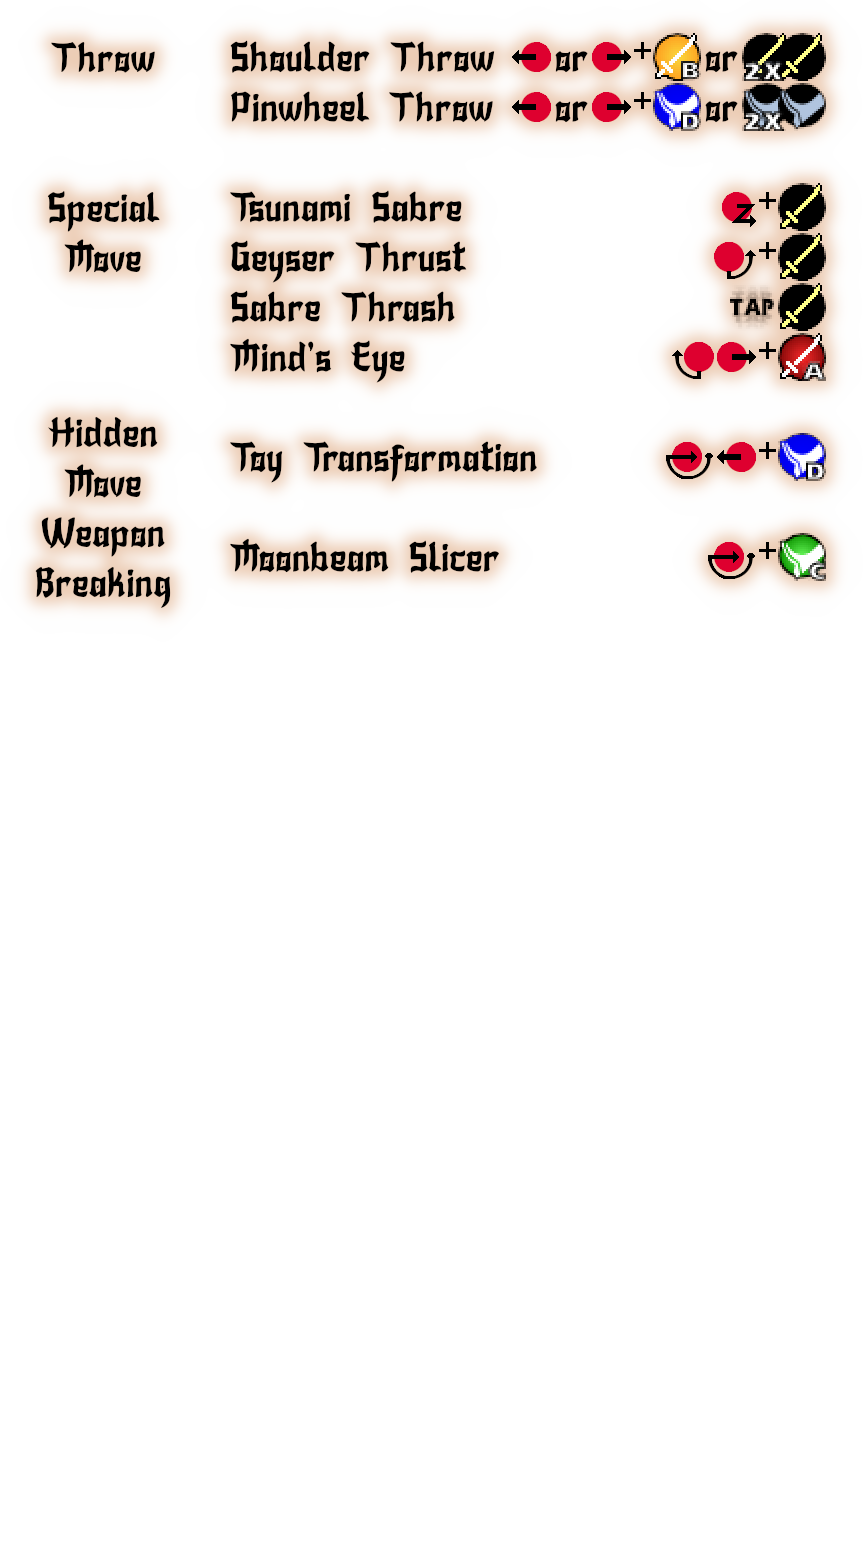 Throw Shoulder Throw or + B or 2X
Pinwheel Throw or + D or 2X
Special Tsunami Sabre Z +
Move Geyser Thrust +
Sabre Thrash TAP
Mind's Eye + A
Hidden
Toy Transformation + D
Move
Weapon
Moonbeam Slicer + C
Breaking